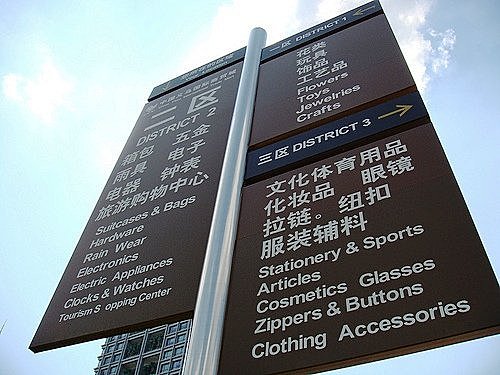 二区
DISTRICT 2
箱包 五金
雨具 电子
电器 钟表
旅游购物中心
Suitcases & Bags
Hardware
Rain Wear
Electronics
Electric Appliances
Clocks & Watches
Tourism S opping Center
一区 DISTRICT 1
花类
玩具
饰品
工艺品
Flowers
Toys
Jewelries
Crafts
三区 DISTRICT 3
文化体育用品
化妆品 眼镜
拉链。纽扣
服装辅料
Stationery & Sports
Articles
Cosmetics Glasses
Zippers & Buttons
Clothing Accessories